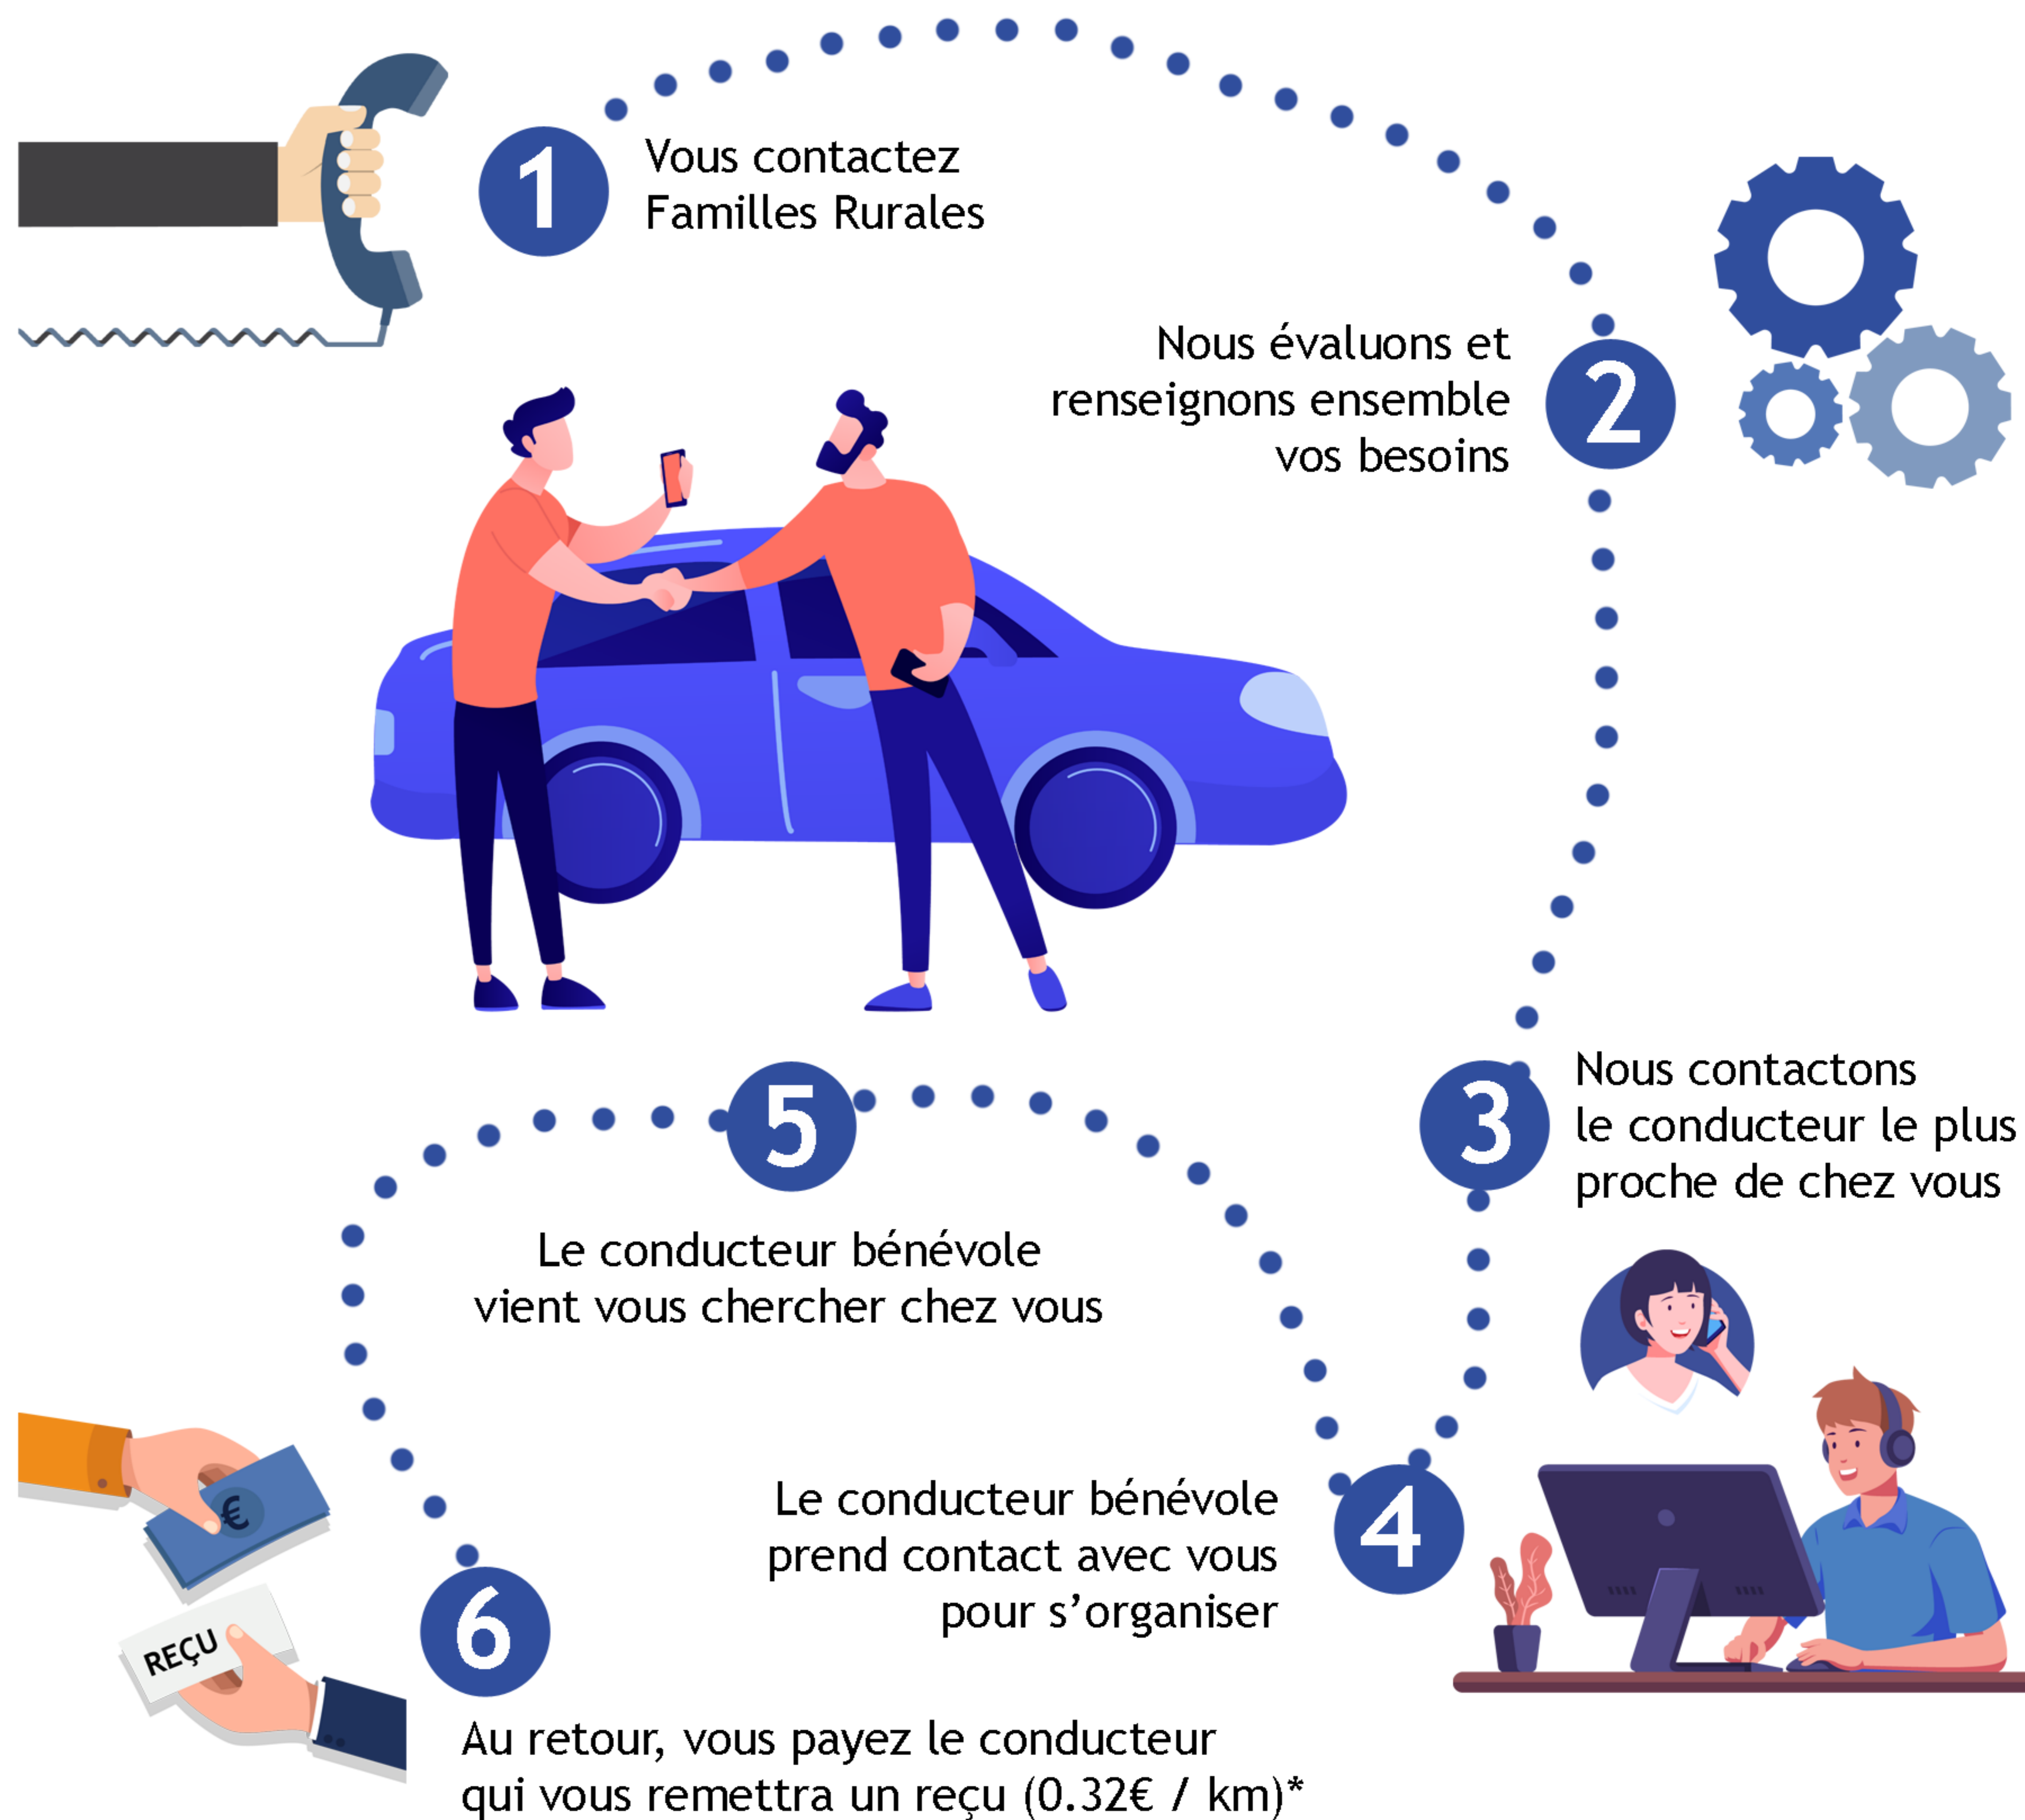 1
Vous contactez
Familles Rurales
2
Nous évaluons et
renseignons ensemble
vos besoins
3
Nous contactons
le conducteur le plus
proche de chez vous
4
Le conducteur bénévole
prend contact avec vous
pour s'organiser
5
Le conducteur bénévole
vient vous chercher chez vous
6
Au retour, vous payez le conducteur
qui vous remettra un reçu (0.32€ / km)*
€
REÇU